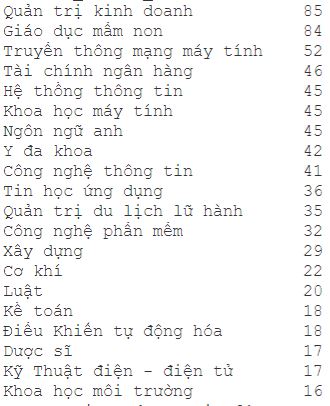 Quản trị kinh doanh 85
Giáo dục mầm non 84
Truyền thông mạng máy tính 52
Tài chính ngân hàng 46
Hệ thống thông tin 45
Khoa học máy tính 45
Ngôn ngữ anh 45
Y đa khoa 42
Công nghệ thông tin 41
Tin học ứng dụng 36
Quản trị du lịch lữ hành 35
Công nghệ phần mềm 32
Xây dựng 29
Cơ khí 22
Luật 20
Kế toán 18
Điều Khiển tự động hóa 18
Dược sĩ 17
Kỹ Thuật điện - điện tử 17
Khoa học môi trường 16